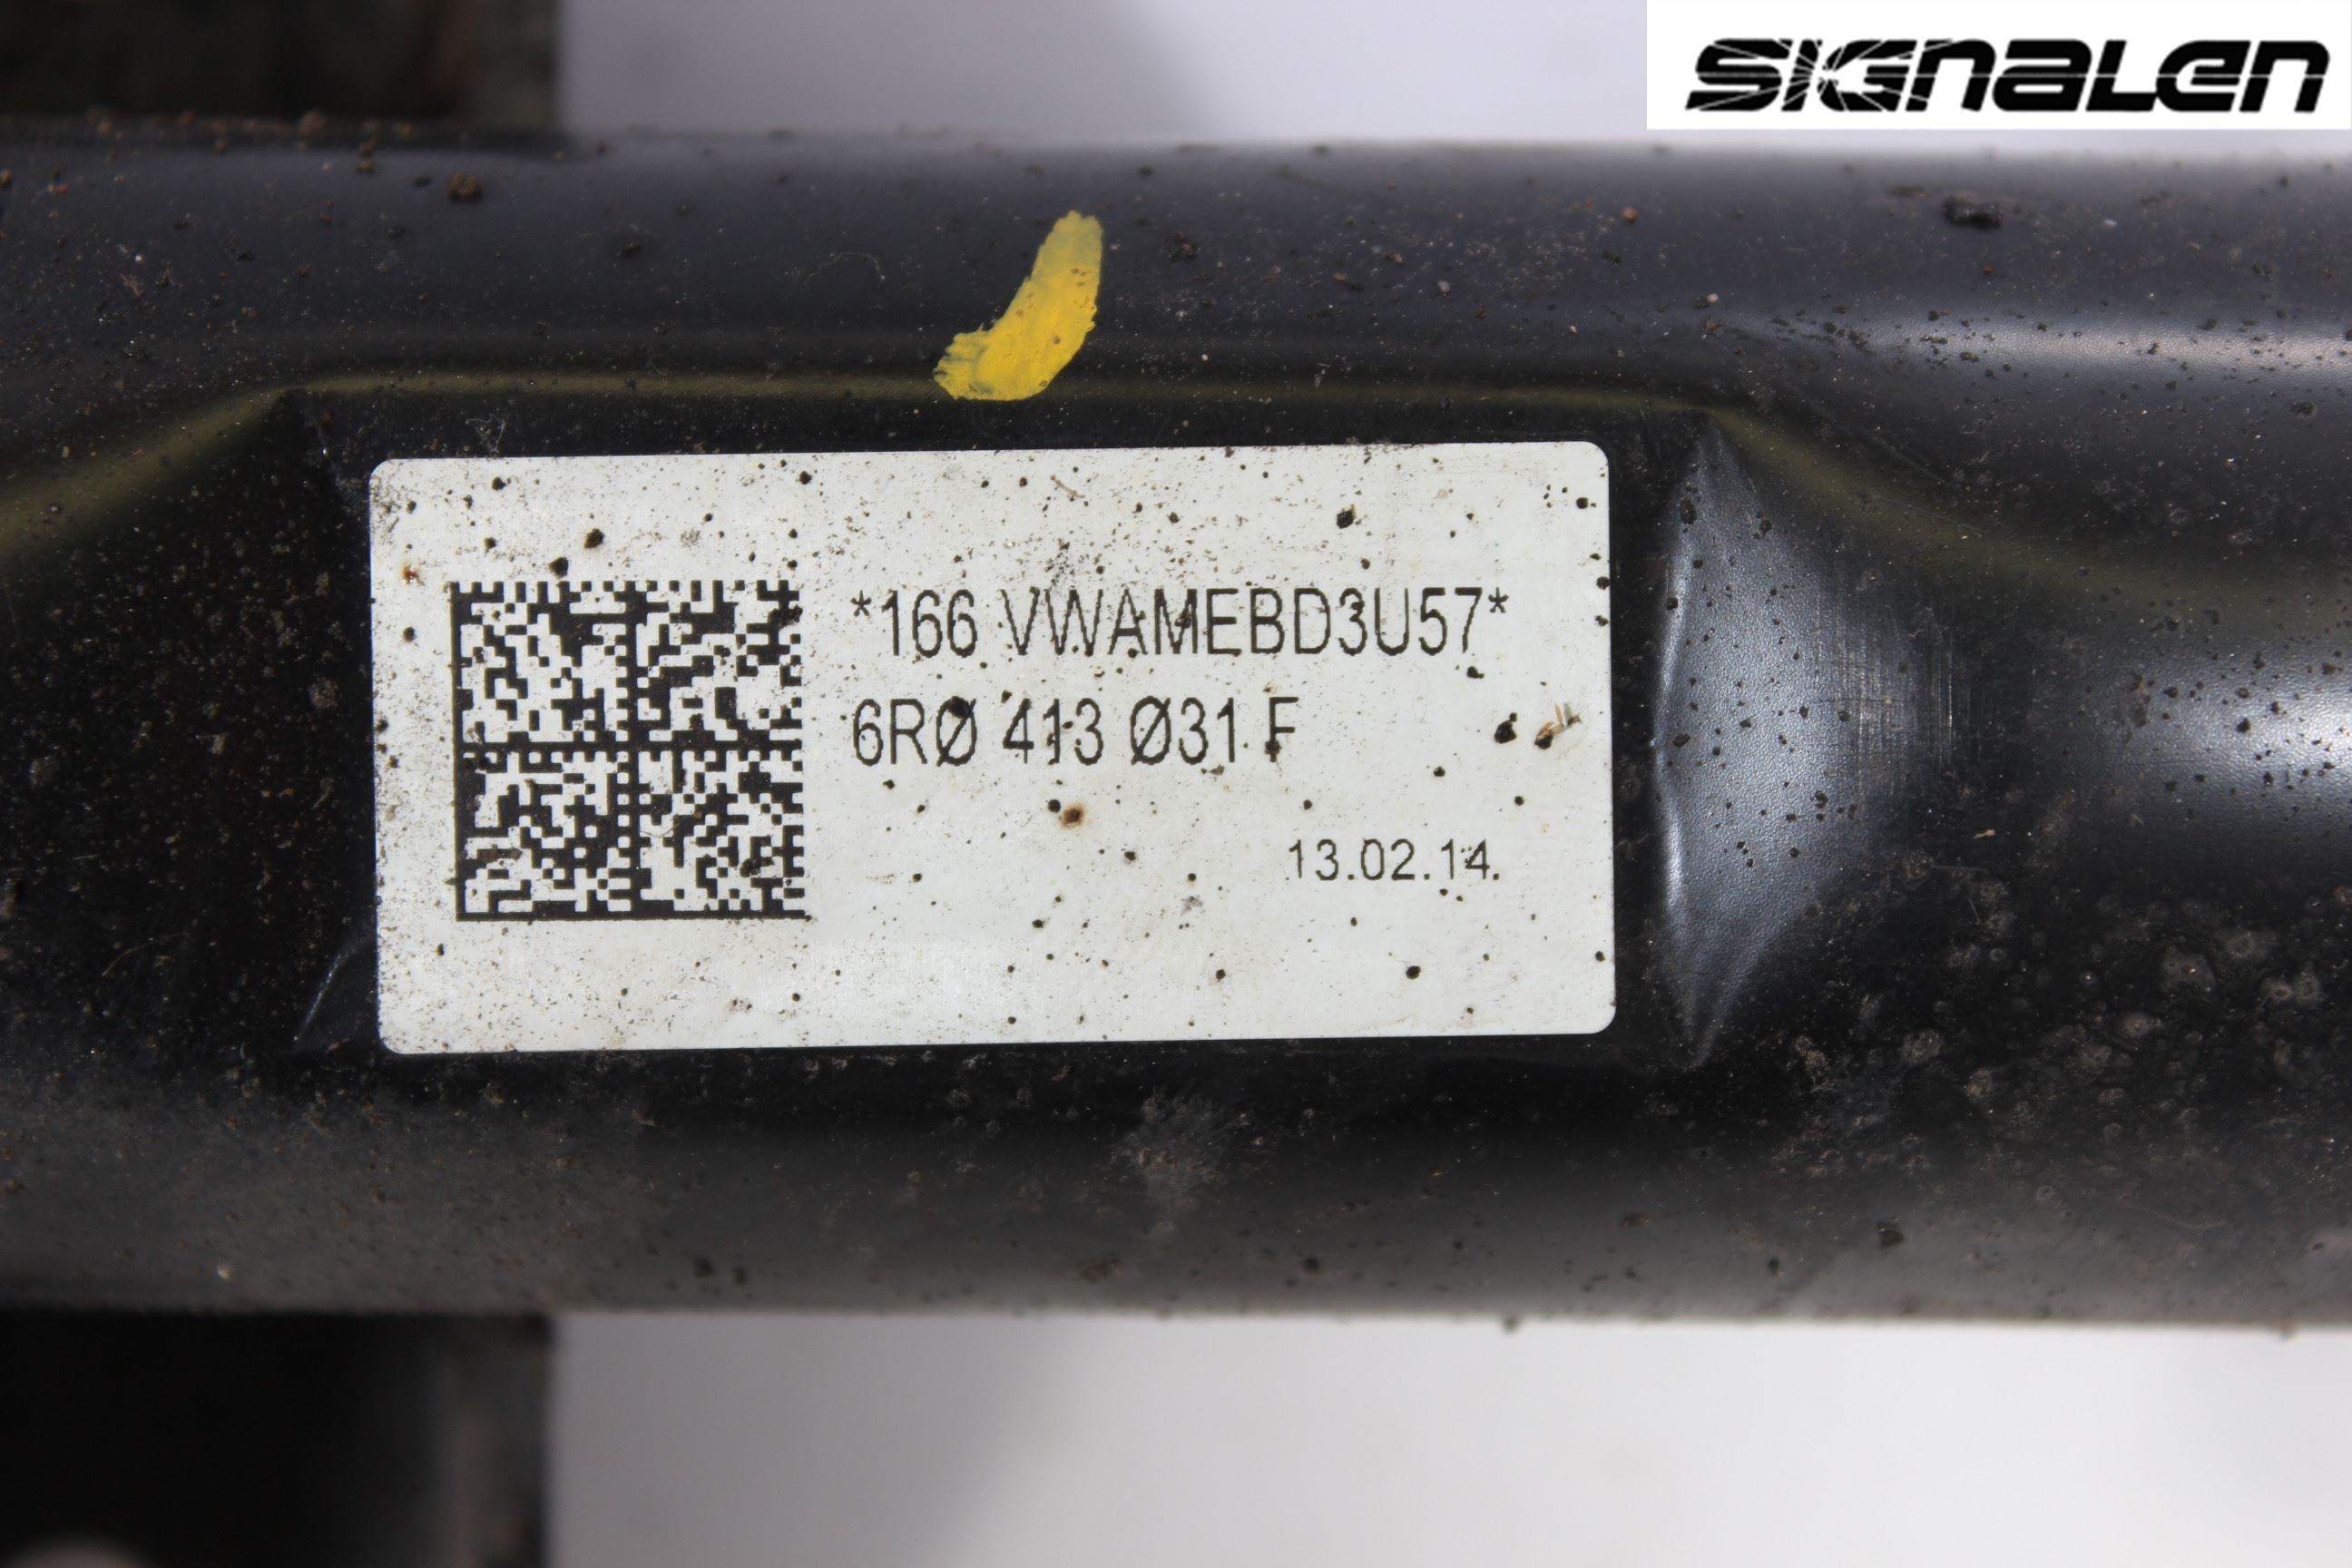 SIGNALEN
*166 VWAMEBD3U57*
6RØ 413 Ø31 F
13.02.14.